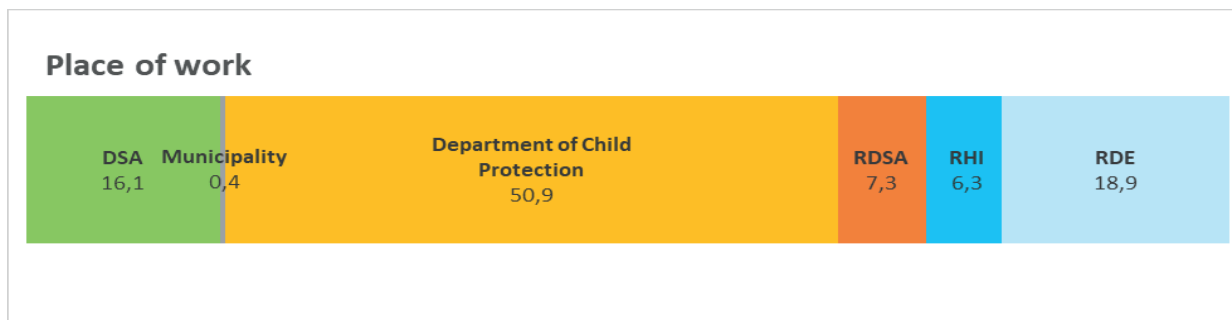 Place of work
DSA
16,1
Municipality
0,4
Department of Child
Protection
50,9
RDSA
7,3
RHI
6,3
RDE
18,9